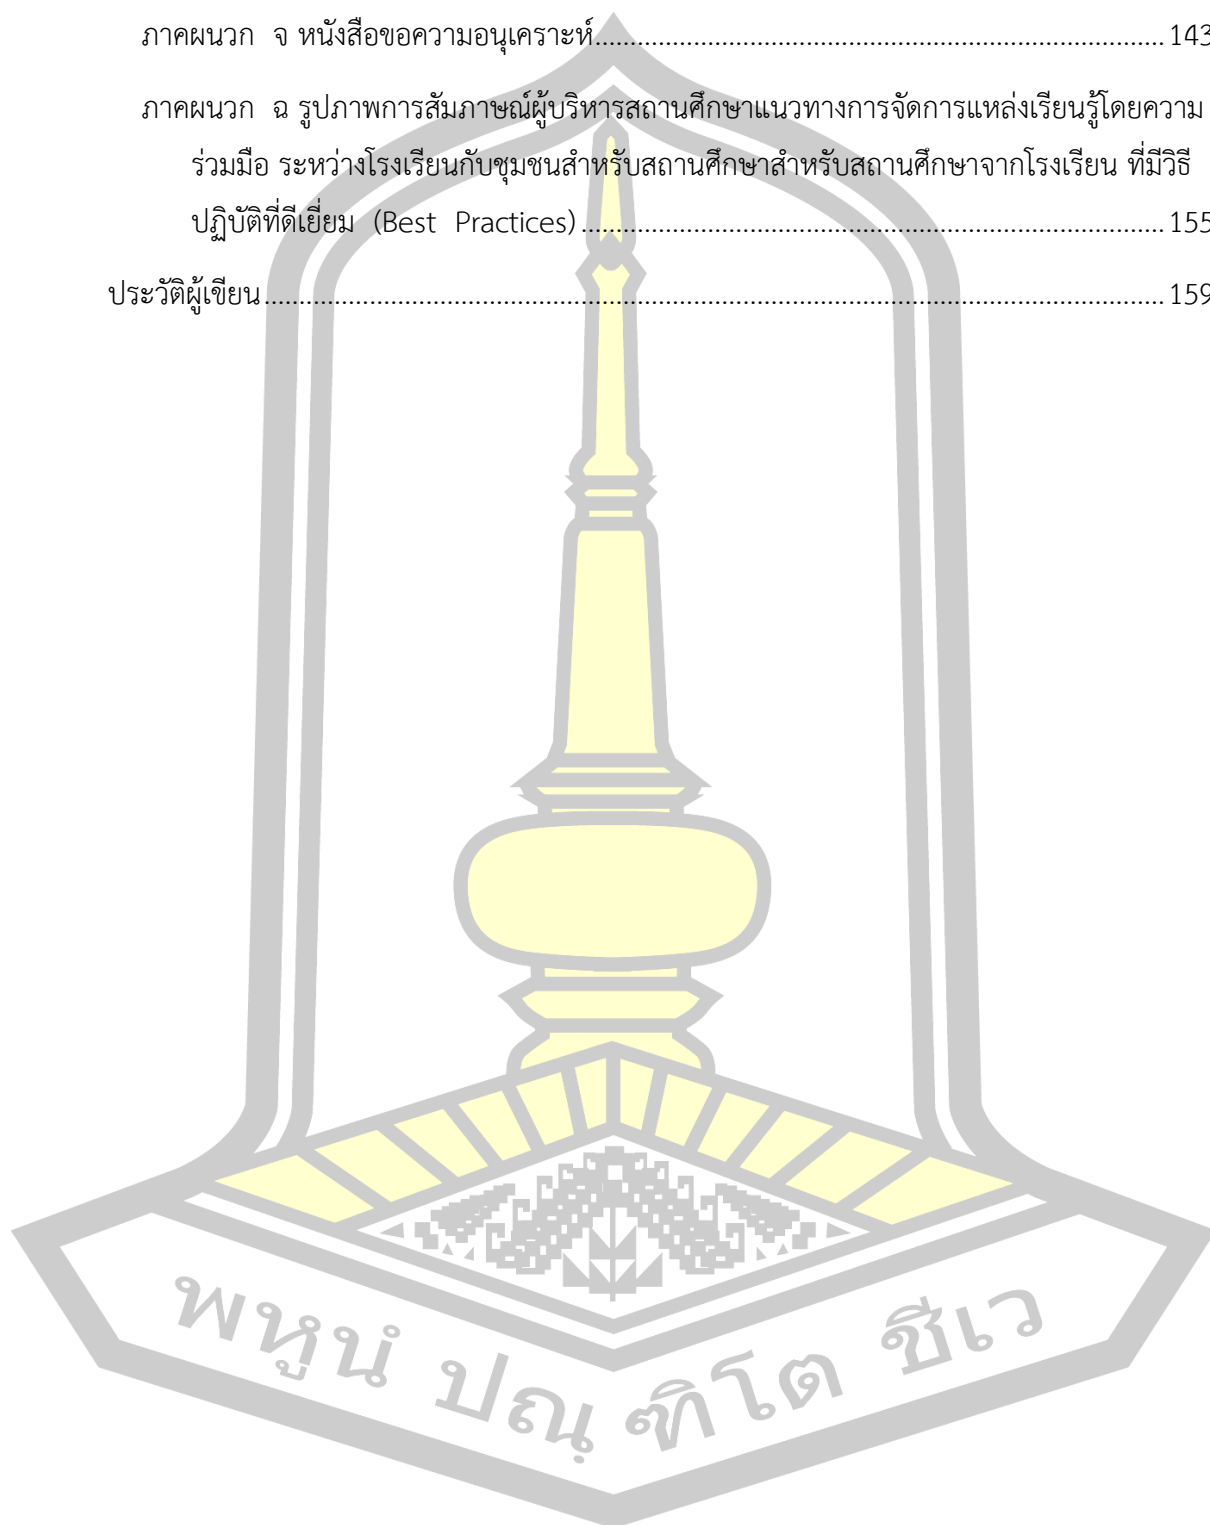 ภาคผนวก จ หนังสือขอความอนุเคราะห์ 143
ภาคผนวก ฉ รูปภาพการสัมภาษณ์ผู้บริหารสถานศึกษาแนวทางการจัดการแหล่งเรียนรู้โดยความ
ร่วมมือ ระหว่างโรงเรียนกับชุมชนสำหรับสถานศึกษาสำหรับสถานศึกษาจากโรงเรียน ที่มีวิธี
ปฏิบัติที่ดีเยี่ยม (Best Practices) 155
ประวัติผู้เขียน 159
พหูนํ ปณฺ ฑิโต ชีเว